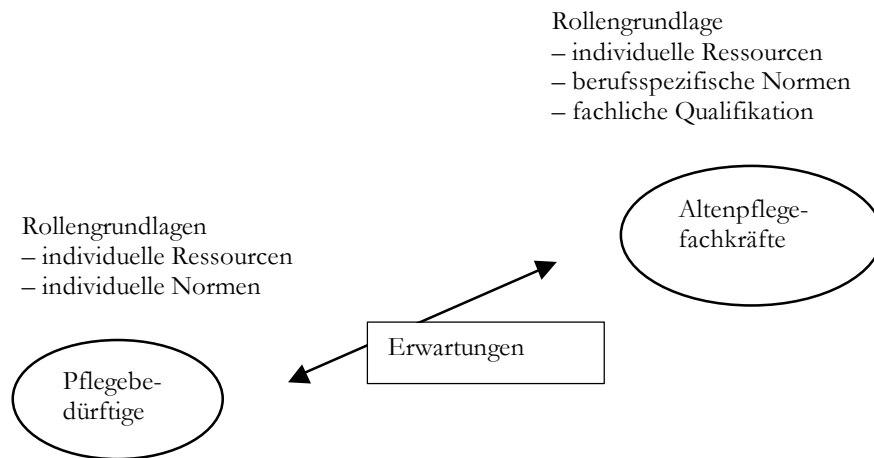 Rollengrundlage
– individuelle Ressourcen
– berufsspezifische Normen
– fachliche Qualifikation
Altenpflege-
fachkräfte
Rollengrundlagen
– individuelle Ressourcen
– individuelle Normen
Erwartungen
Pflegebe-
dürftige